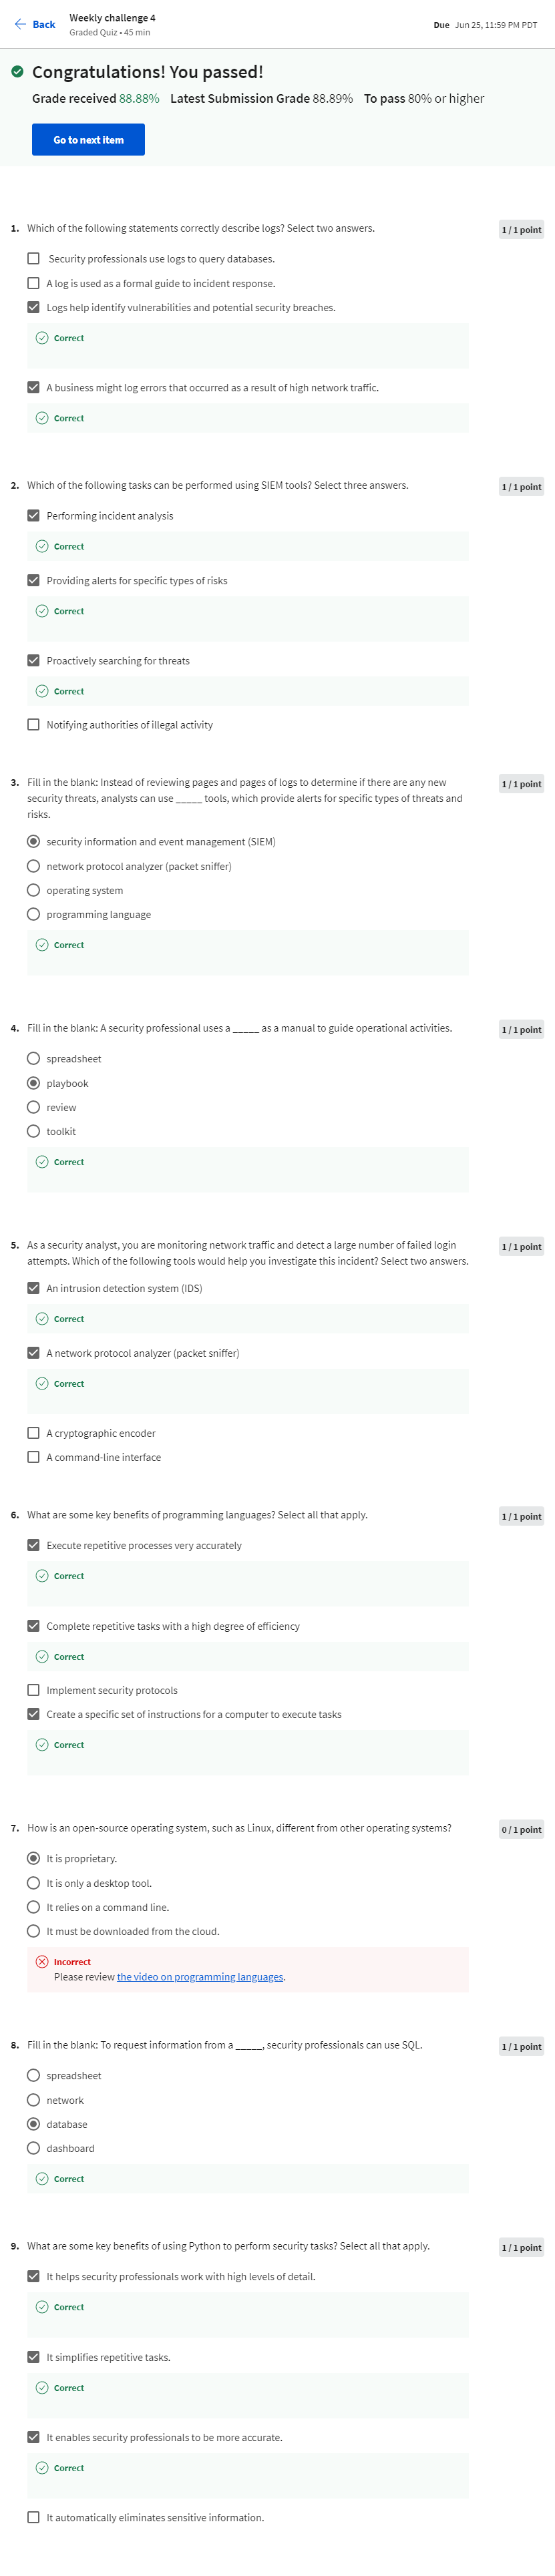 Back
Weekly challenge 4
Graded Quiz • 45 min
Due Jun 25, 11:59 PM PDT
Congratulations! You passed!
Grade received 88.88% Latest Submission Grade 88.89% To pass 80% or higher
Go to next item
1. Which of the following statements correctly describe logs? Select two answers.
1 / 1 point
Security professionals use logs to query databases.
A log is used as a formal guide to incident response.
Logs help identify vulnerabilities and potential security breaches.
Correct
A business might log errors that occurred as a result of high network traffic.
Correct
2. Which of the following tasks can be performed using SIEM tools? Select three answers.
1 / 1 point
Performing incident analysis
Correct
Providing alerts for specific types of risks
Correct
Proactively searching for threats
Correct
Notifying authorities of illegal activity
3. Fill in the blank: Instead of reviewing pages and pages of logs to determine if there are any new
security threats, analysts can use _____ tools, which provide alerts for specific types of threats and
risks.
1 / 1 point
security information and event management (SIEM)
network protocol analyzer (packet sniffer)
operating system
programming language
Correct
4. Fill in the blank: A security professional uses a _____ as a manual to guide operational activities.
1 / 1 point
spreadsheet
playbook
review
toolkit
Correct
5. As a security analyst, you are monitoring network traffic and detect a large number of failed login
attempts. Which of the following tools would help you investigate this incident? Select two answers.
1 / 1 point
An intrusion detection system (IDS)
Correct
A network protocol analyzer (packet sniffer)
Correct
A cryptographic encoder
A command-line interface
6. What are some key benefits of programming languages? Select all that apply.
1 / 1 point
Execute repetitive processes very accurately
Correct
Complete repetitive tasks with a high degree of efficiency
Correct
Implement security protocols
Create a specific set of instructions for a computer to execute tasks
Correct
7. How is an open-source operating system, such as Linux, different from other operating systems?
0 / 1 point
It is proprietary.
It is only a desktop tool.
It relies on a command line.
It must be downloaded from the cloud.
Incorrect
Please review the video on programming languages.
8. Fill in the blank: To request information from a _____, security professionals can use SQL.
1 / 1 point
spreadsheet
network
database
dashboard
Correct
9. What are some key benefits of using Python to perform security tasks? Select all that apply.
1 / 1 point
It helps security professionals work with high levels of detail.
Correct
It simplifies repetitive tasks.
Correct
It enables security professionals to be more accurate.
Correct
It automatically eliminates sensitive information.